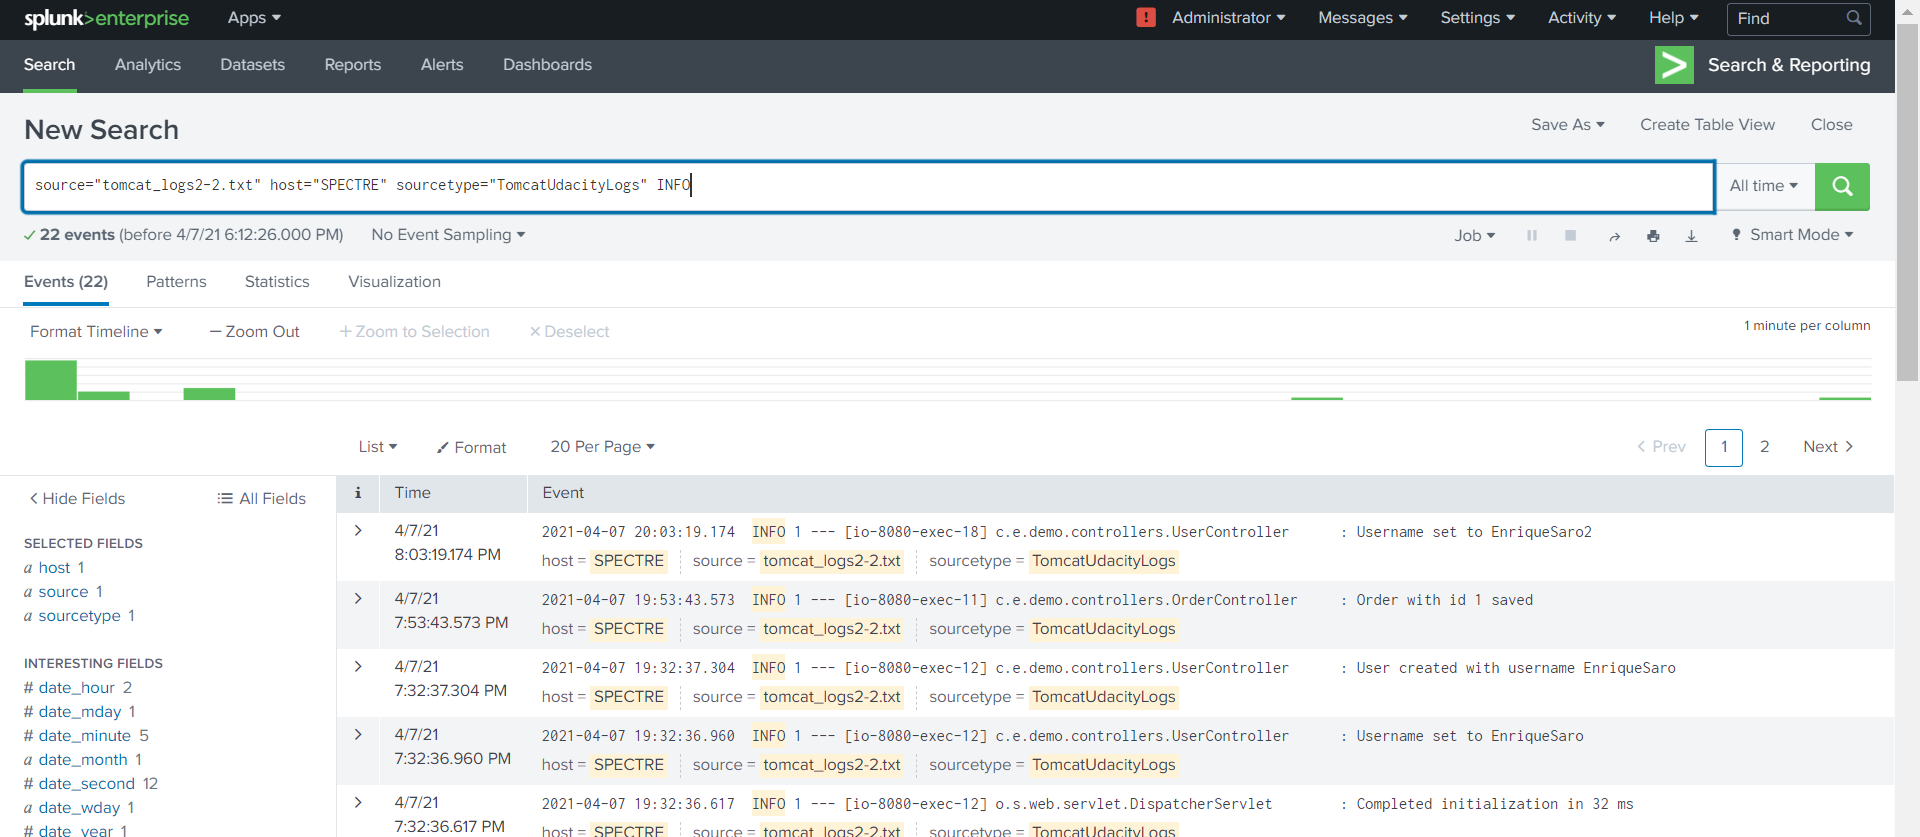 splunk>enterprise Apps ! Administrator Messages Settings Activity Help Find
Search Analytics Datasets Reports Alerts Dashboards > Search & Reporting
New Search Save As Create Table View Close
source="tomcat_logs2-2.txt" host="SPECTRE" sourcetype="TomcatUdacityLogs" INFO All time
22 events (before 4/7/21 6:12:26.000 PM) No Event Sampling Job Smart Mode
Events (22) Patterns Statistics Visualization
Format Timeline — Zoom Out + Zoom to Selection × Deselect 1 minute per column
List Format 20 Per Page < Prev 1 2 Next >
< Hide Fields All Fields
SELECTED FIELDS
a host 1
a source 1
a sourcetype 1
INTERESTING FIELDS
# date_hour 2
# date_mday 1
# date_minute 5
a date_month 1
# date_second 12
a date_wday 1
# date_year 1
i Time Event
> 4/7/21 8:03:19.174 PM
2021-04-07 20:03:19.174 INFO 1 --- [io-8080-exec-18] c.e.demo.controllers.UserController : Username set to EnriqueSaro2
host = SPECTRE source = tomcat_logs2-2.txt sourcetype = TomcatUdacityLogs
> 4/7/21 7:53:43.573 PM
2021-04-07 19:53:43.573 INFO 1 --- [io-8080-exec-11] c.e.demo.controllers.OrderController : Order with id 1 saved
host = SPECTRE source = tomcat_logs2-2.txt sourcetype = TomcatUdacityLogs
> 4/7/21 7:32:37.304 PM
2021-04-07 19:32:37.304 INFO 1 --- [io-8080-exec-12] c.e.demo.controllers.UserController : User created with username EnriqueSaro
host = SPECTRE source = tomcat_logs2-2.txt sourcetype = TomcatUdacityLogs
> 4/7/21 7:32:36.960 PM
2021-04-07 19:32:36.960 INFO 1 --- [io-8080-exec-12] c.e.demo.controllers.UserController : Username set to EnriqueSaro
host = SPECTRE source = tomcat_logs2-2.txt sourcetype = TomcatUdacityLogs
> 4/7/21 7:32:36.617 PM
2021-04-07 19:32:36.617 INFO 1 --- [io-8080-exec-12] o.s.web.servlet.DispatcherServlet : Completed initialization in 32 ms
host = SPECTRE source = tomcat_logs2-2.txt sourcetype = TomcatUdacityLogs